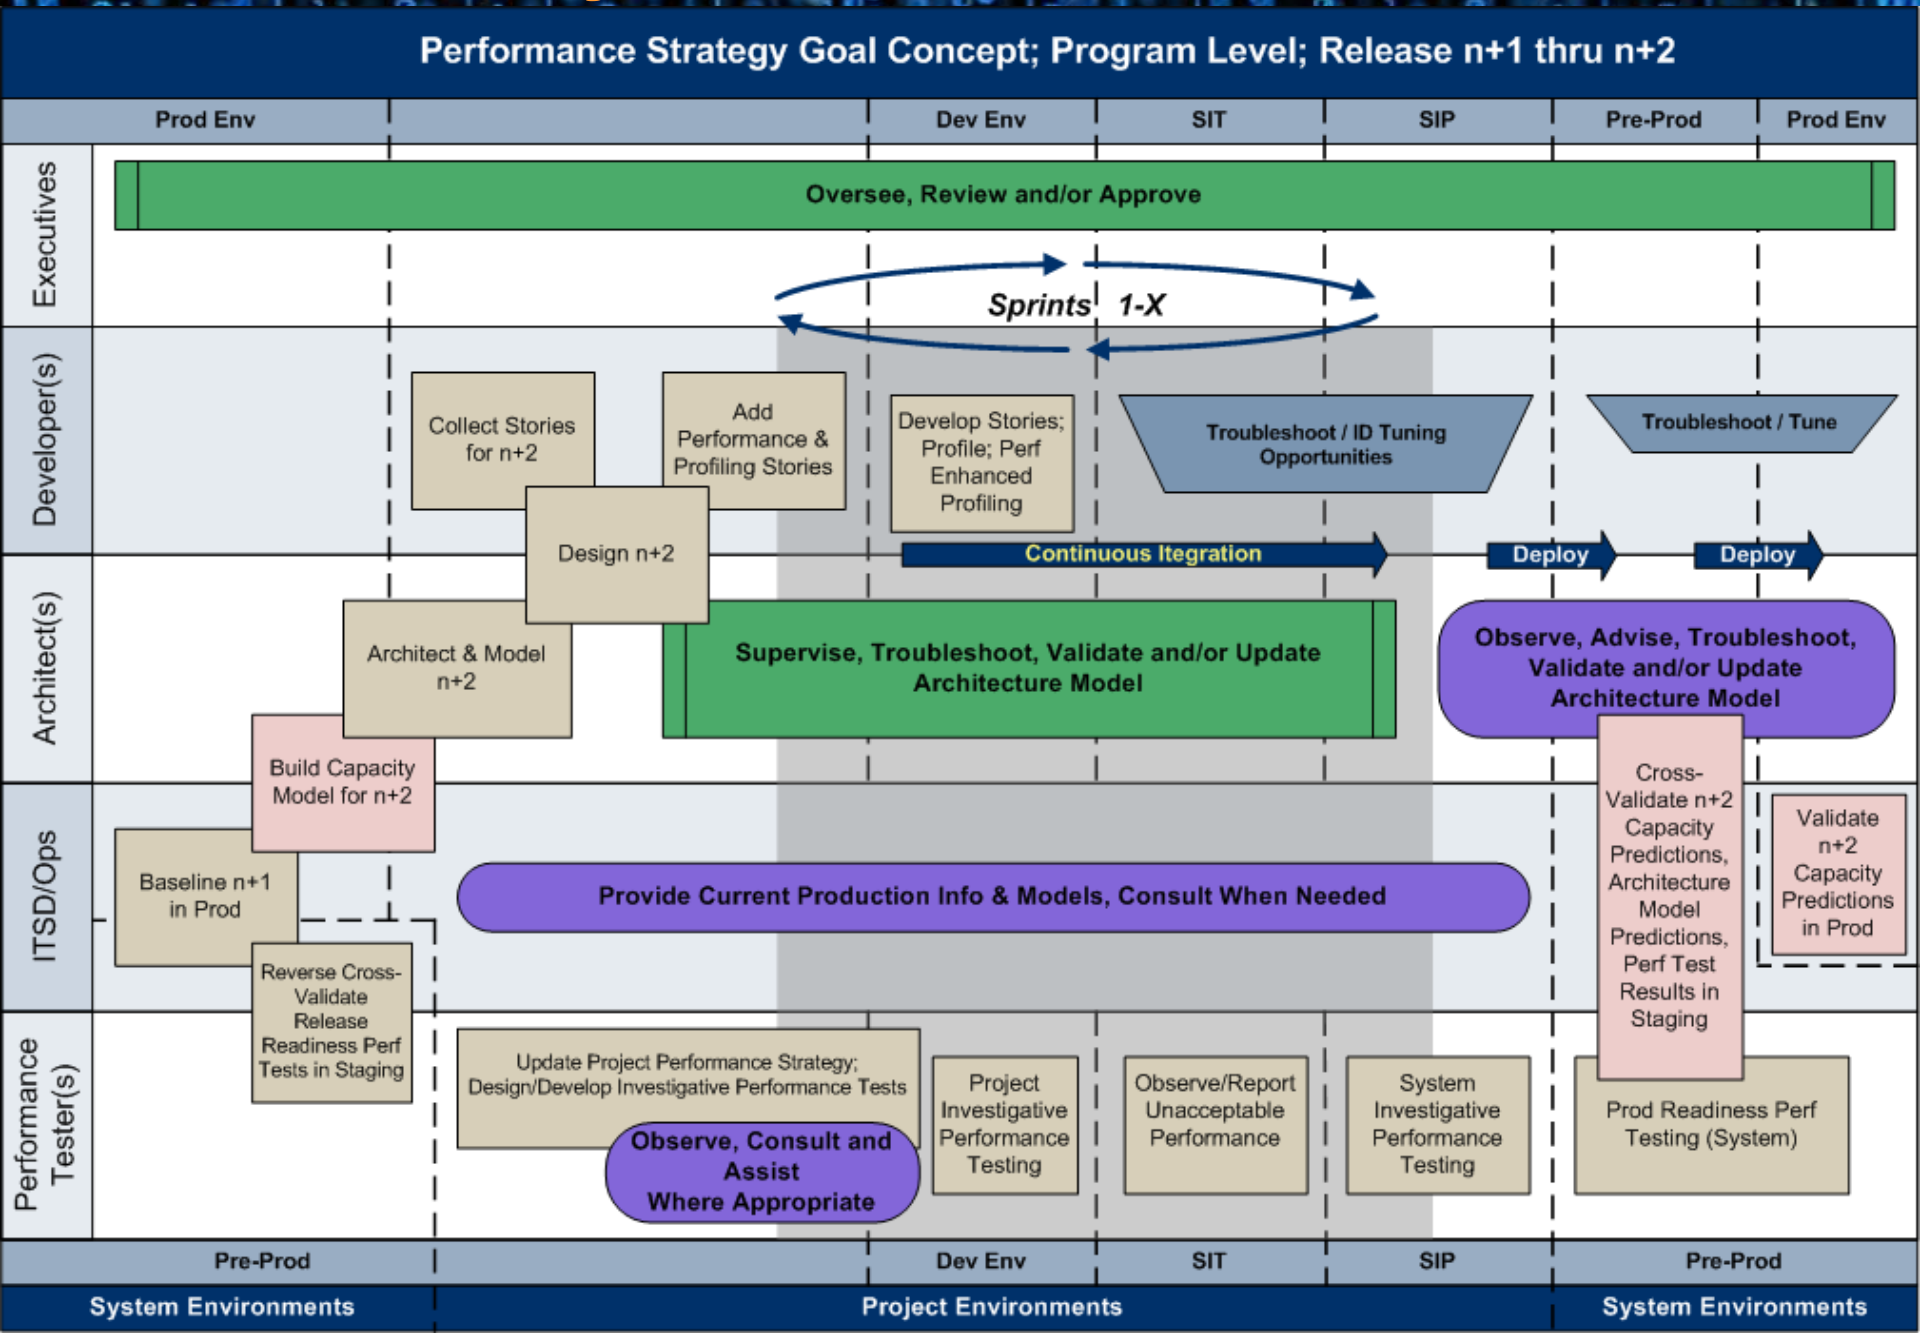 Performance Strategy Goal Concept; Program Level; Release n+1 thru n+2
Prod Env
Dev Env
SIT
SIP
Pre-Prod
Prod Env
Executives
Oversee, Review and/or Approve
Sprints 1-X
Developer(s)
Collect Stories
for n+2
Add
Performance &
Profiling Stories
Develop Stories;
Profile; Perf
Enhanced
Profiling
Troubleshoot / ID Tuning
Opportunities
Troubleshoot / Tune
Design n+2
Continuous Itegration
Deploy
Deploy
Architect(s)
Architect & Model
n+2
Supervise, Troubleshoot, Validate and/or Update
Architecture Model
Observe, Advise, Troubleshoot,
Validate and/or Update
Architecture Model
Build Capacity
Model for n+2
ITSD/Ops
Baseline n+1
in Prod
Provide Current Production Info & Models, Consult When Needed
Cross-
Validate n+2
Capacity
Predictions,
Architecture
Model
Predictions,
Perf Test
Results in
Staging
Validate
n+2
Capacity
Predictions
in Prod
Reverse Cross-
Validate
Release
Readiness Perf
Tests in Staging
Performance
Tester(s)
Update Project Performance Strategy;
Design/Develop Investigative Performance Tests
Observe, Consult and
Assist
Where Appropriate
Project
Investigative
Performance
Testing
Observe/Report
Unacceptable
Performance
System
Investigative
Performance
Testing
Prod Readiness Perf
Testing (System)
Pre-Prod
Dev Env
SIT
SIP
Pre-Prod
System Environments
Project Environments
System Environments